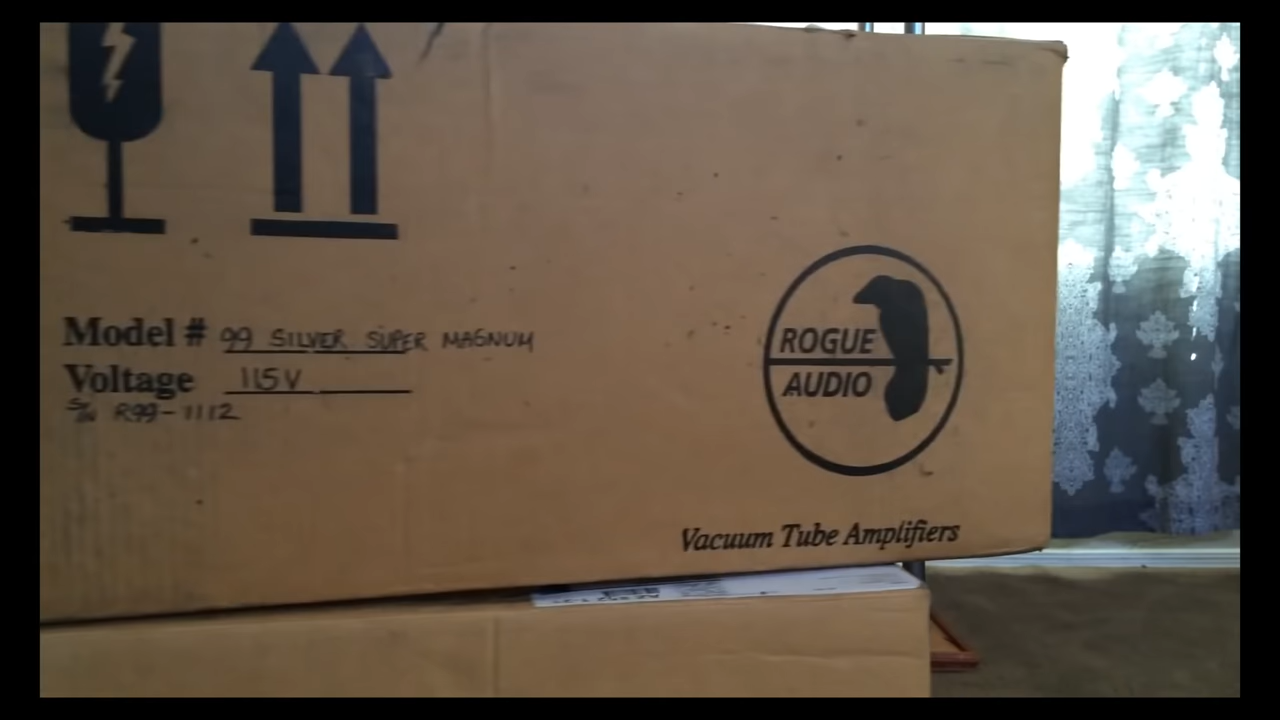 Model # 99 SILVER SUPER MAGNUM
Voltage 115V
S/N R99-1112
ROGUE
AUDIO
Vacuum Tube Amplifiers